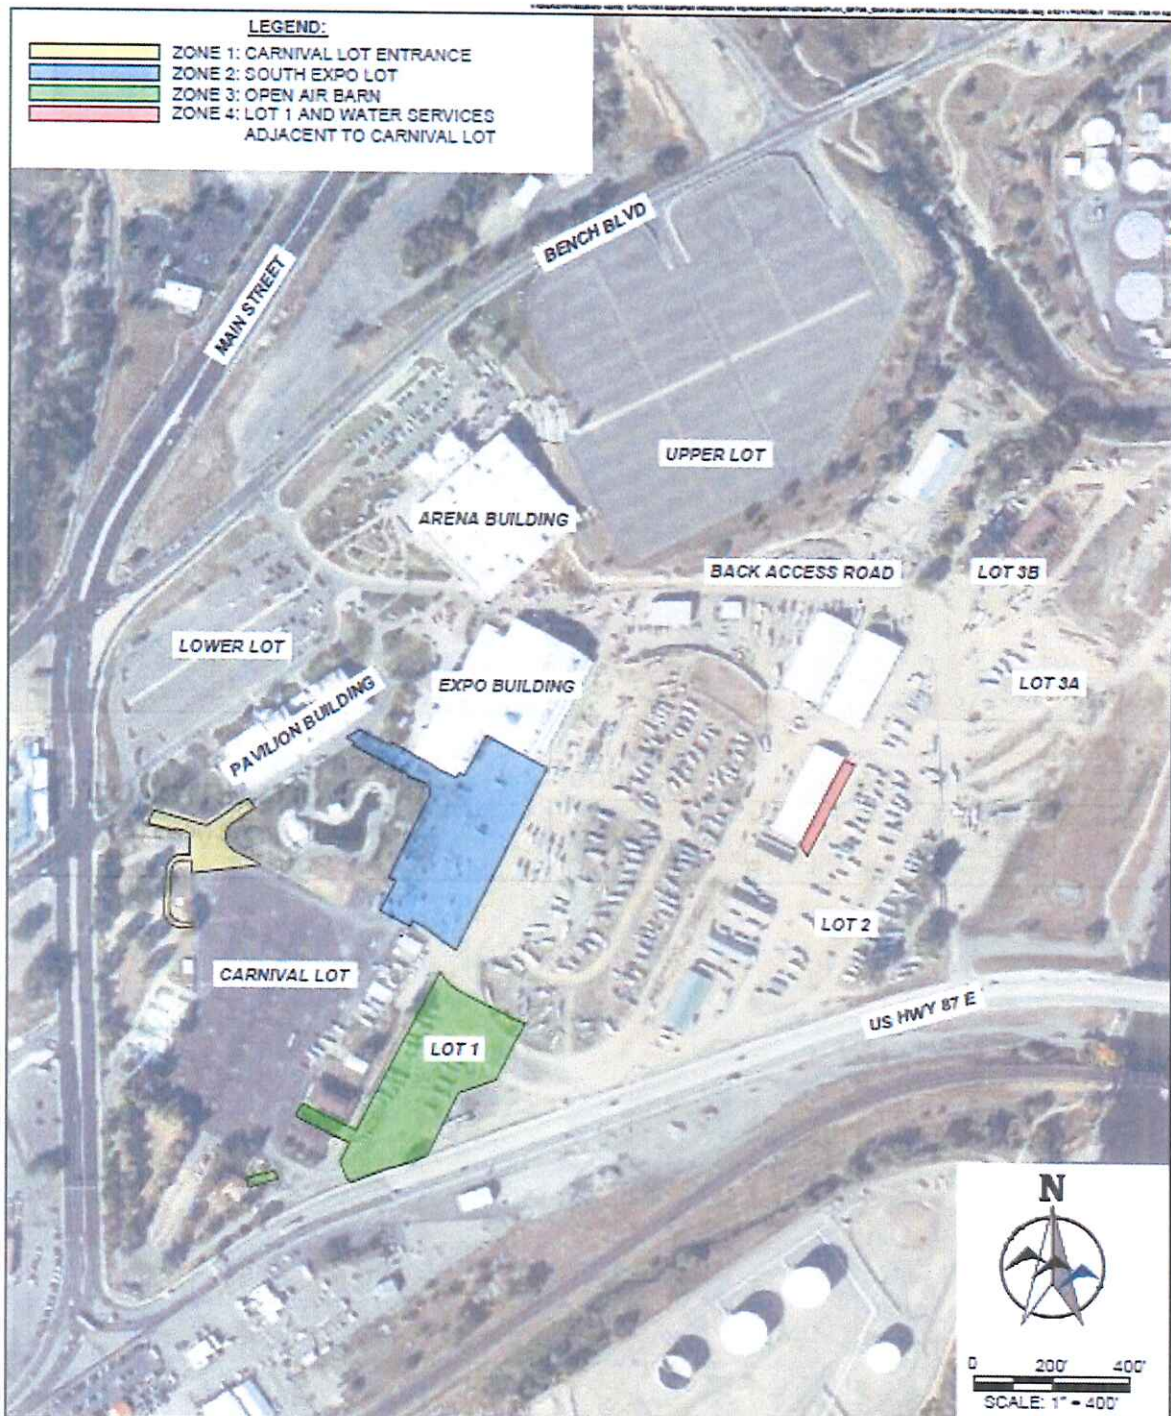 LEGEND:
ZONE 1: CARNIVAL LOT ENTRANCE
ZONE 2: SOUTH EXPO LOT
ZONE 3: OPEN AIR BARN
ZONE 4: LOT 1 AND WATER SERVICES
ADJACENT TO CARNIVAL LOT
BENCH BLVD
MAIN STREET
UPPER LOT
ARENA BUILDING
BACK ACCESS ROAD
LOT 3B
LOWER LOT
EXPO BUILDING
LOT 3A
PAVILION BUILDING
LOT 2
CARNIVAL LOT
US HWY 87 E
LOT 1
N
0 200' 400'
SCALE: 1" = 400'